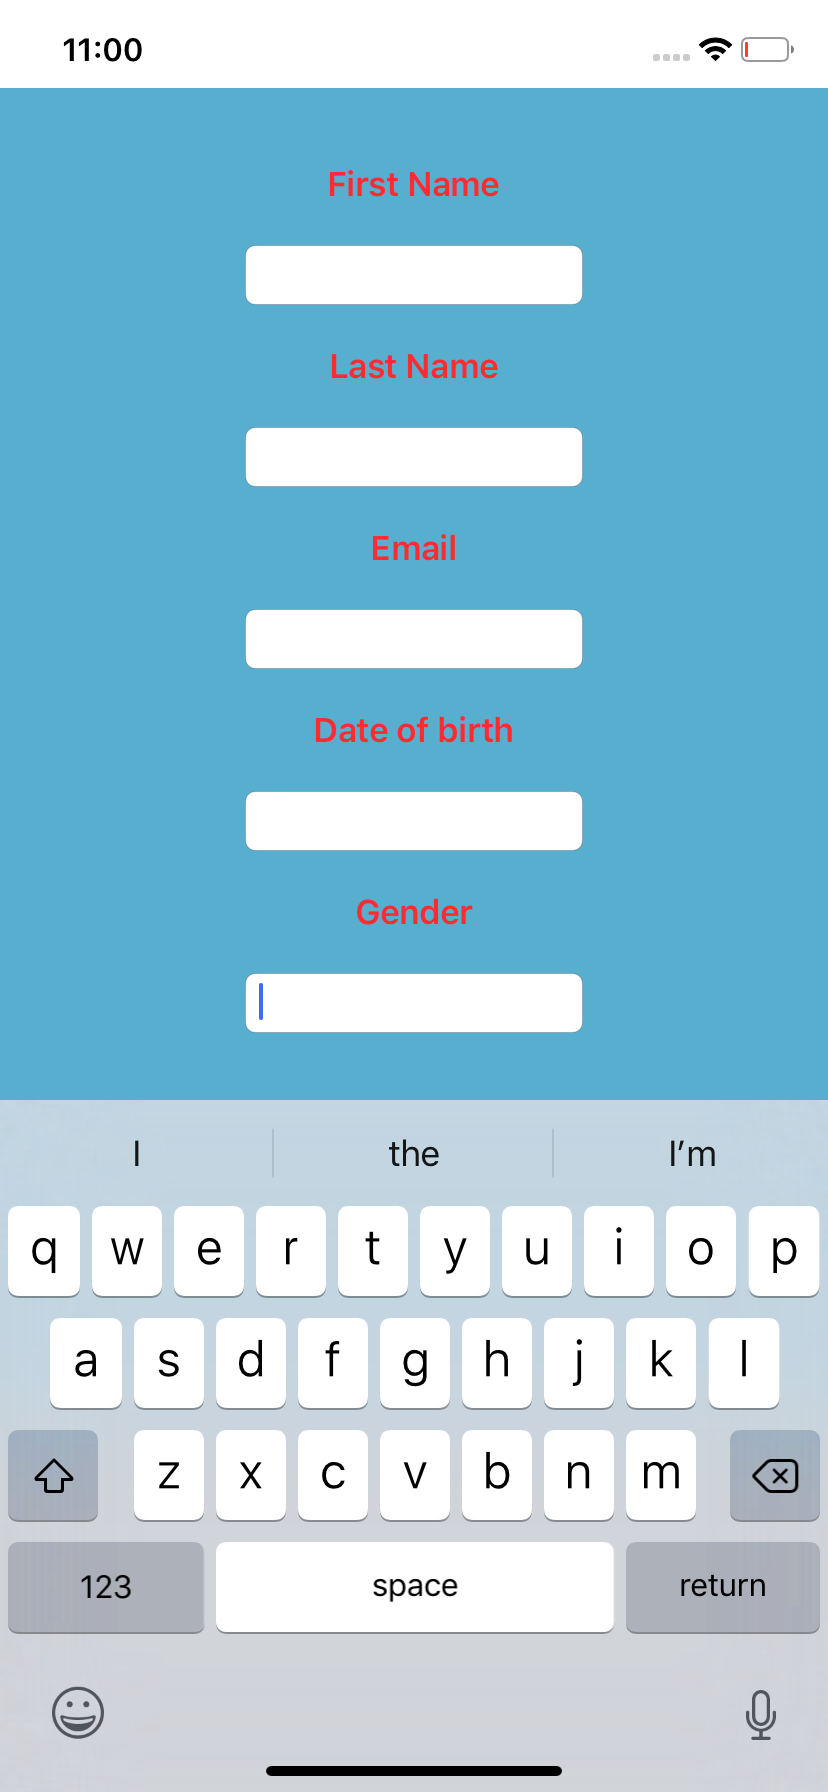 11:00
First Name
Last Name
Email
Date of birth
Gender
I the I’m
q w e r t y u i o p
a s d f g h j k l
z x c v b n m
123 space return